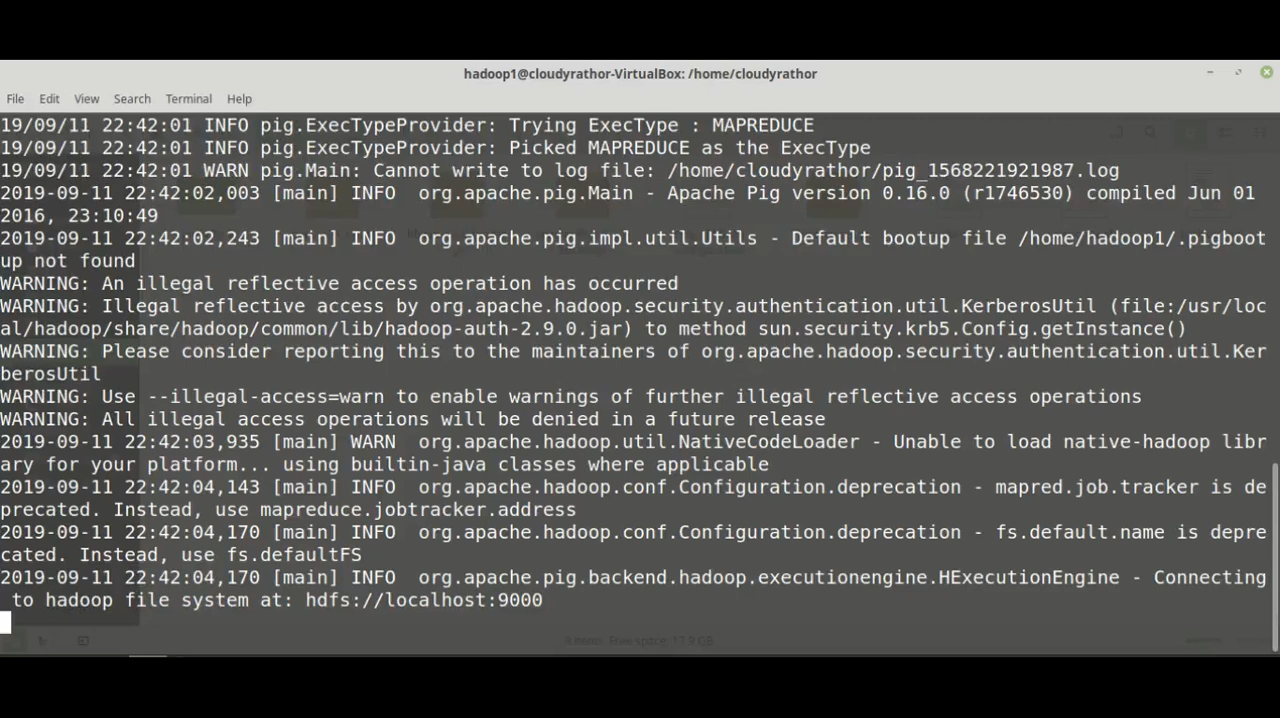 hadoop1@cloudyrathor-VirtualBox: /home/cloudyrathor
File Edit View Search Terminal Help
19/09/11 22:42:01 INFO pig.ExecTypeProvider: Trying ExecType : MAPREDUCE
19/09/11 22:42:01 INFO pig.ExecTypeProvider: Picked MAPREDUCE as the ExecType
19/09/11 22:42:01 WARN pig.Main: Cannot write to log file: /home/cloudyrathor/pig_1568221921987.log
2019-09-11 22:42:02,003 [main] INFO  org.apache.pig.Main - Apache Pig version 0.16.0 (r1746530) compiled Jun 01
2016, 23:10:49
2019-09-11 22:42:02,243 [main] INFO  org.apache.pig.impl.util.Utils - Default bootup file /home/hadoop1/.pigboot
up not found
WARNING: An illegal reflective access operation has occurred
WARNING: Illegal reflective access by org.apache.hadoop.security.authentication.util.KerberosUtil (file:/usr/loc
al/hadoop/share/hadoop/common/lib/hadoop-auth-2.9.0.jar) to method sun.security.krb5.Config.getInstance()
WARNING: Please consider reporting this to the maintainers of org.apache.hadoop.security.authentication.util.Ker
berosUtil
WARNING: Use --illegal-access=warn to enable warnings of further illegal reflective access operations
WARNING: All illegal access operations will be denied in a future release
2019-09-11 22:42:03,935 [main] WARN  org.apache.hadoop.util.NativeCodeLoader - Unable to load native-hadoop libr
ary for your platform... using builtin-java classes where applicable
2019-09-11 22:42:04,143 [main] INFO  org.apache.hadoop.conf.Configuration.deprecation - mapred.job.tracker is de
precated. Instead, use mapreduce.jobtracker.address
2019-09-11 22:42:04,170 [main] INFO  org.apache.hadoop.conf.Configuration.deprecation - fs.default.name is depre
cated. Instead, use fs.defaultFS
2019-09-11 22:42:04,170 [main] INFO  org.apache.pig.backend.hadoop.executionengine.HExecutionEngine - Connecting
 to hadoop file system at: hdfs://localhost:9000
items, Free space: 17.9 GB